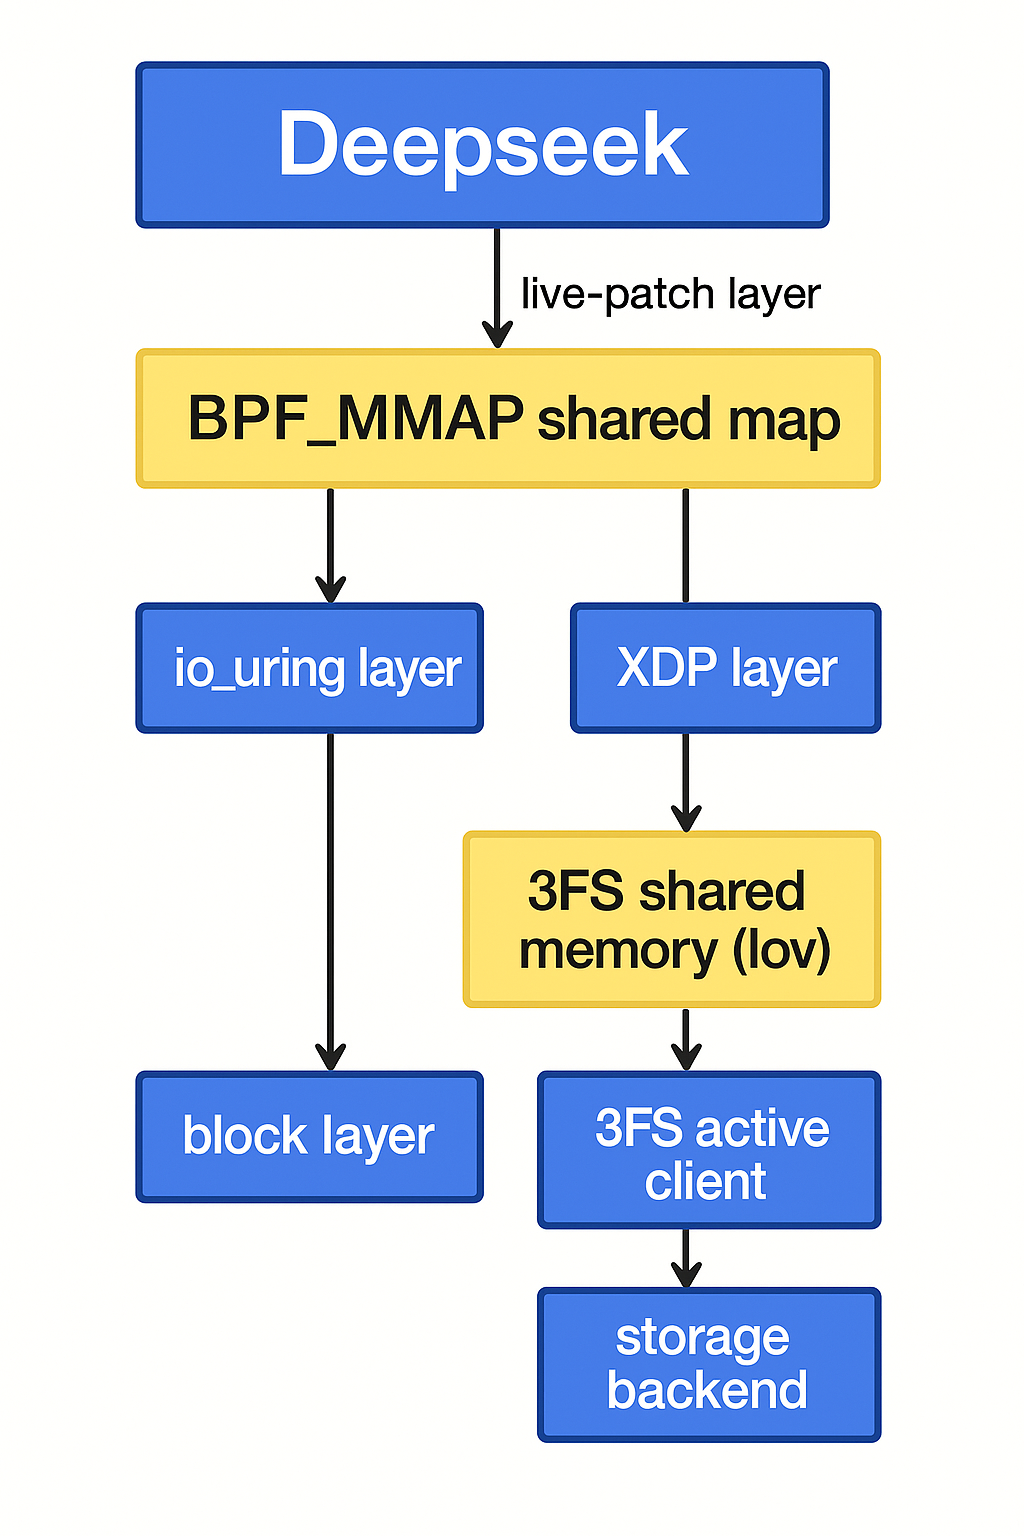 Deepseek
live-patch layer
BPF_MMAP shared map
io_uring layer
XDP layer
3FS shared
memory (lov)
block layer
3FS active
client
storage
backend